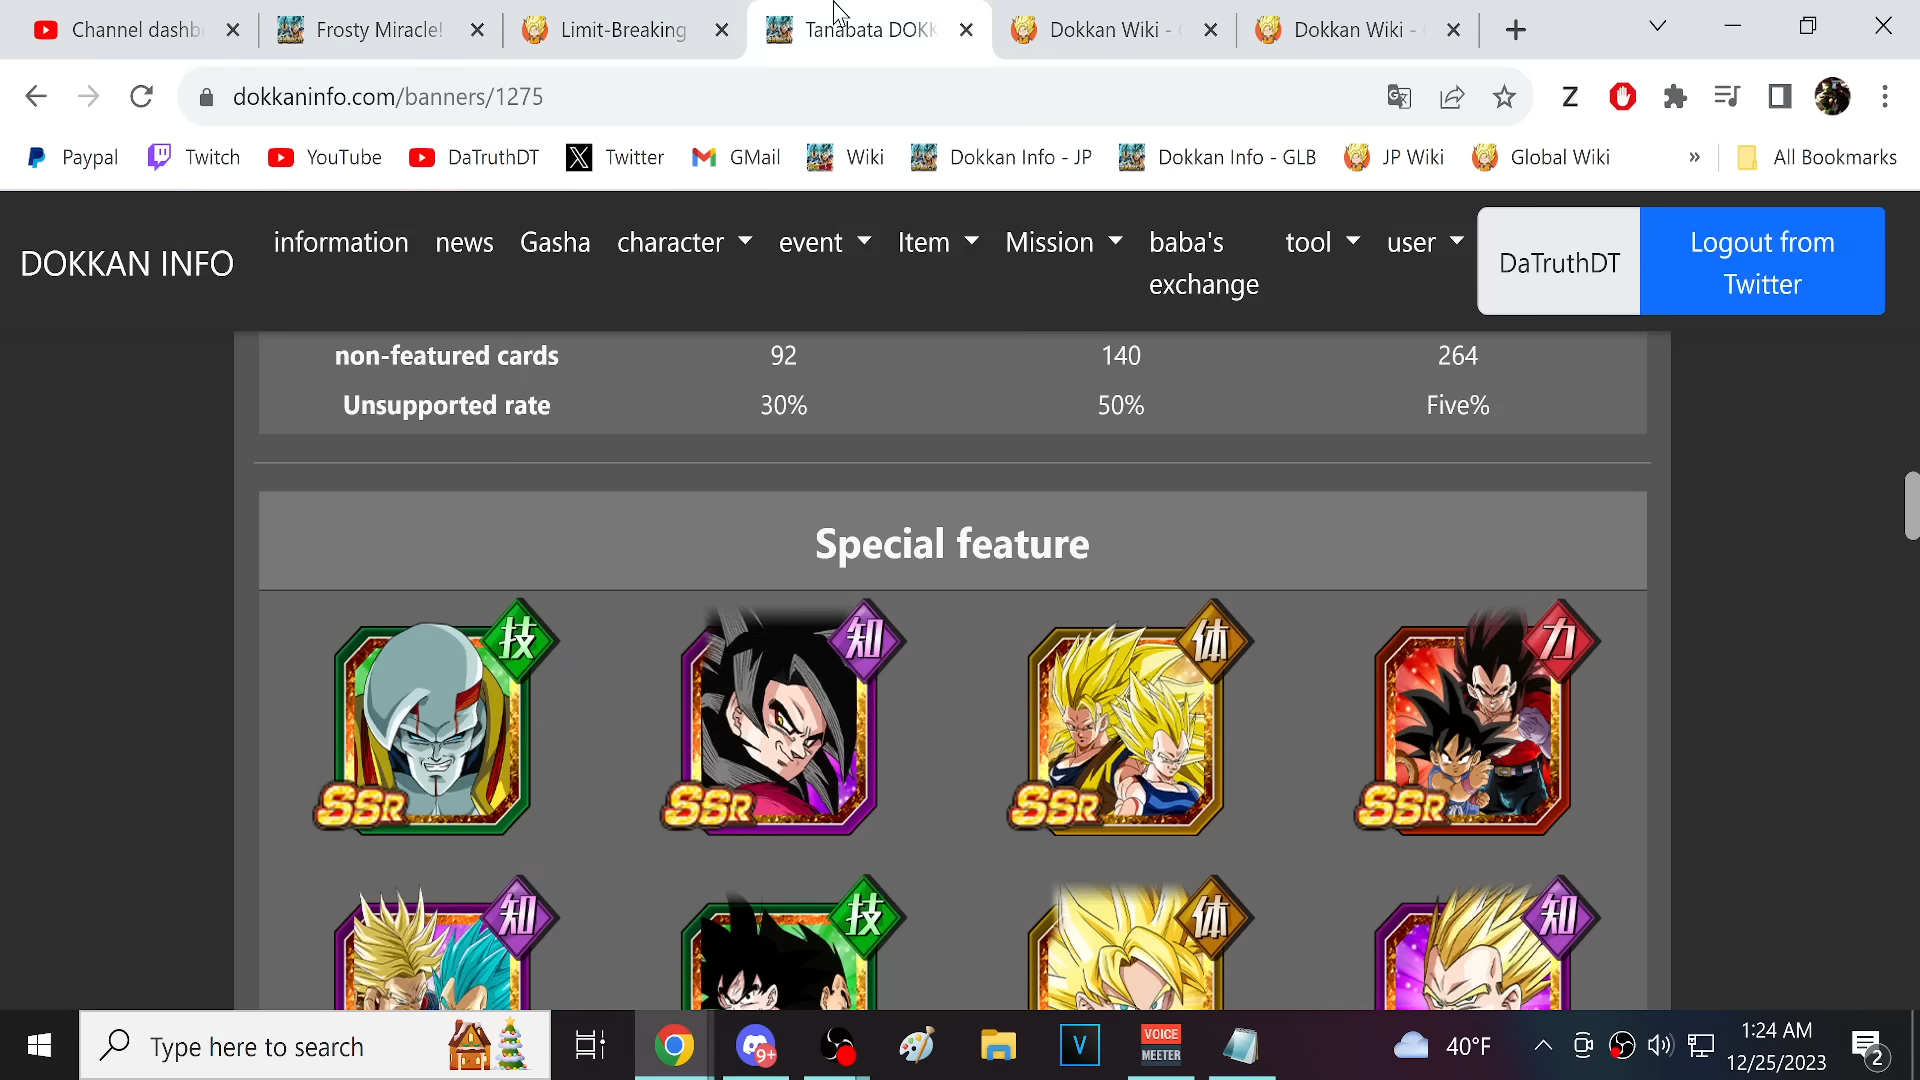 Channel dashb
Frosty Miracle!
Limit-Breaking
Tanabata DOKK
Dokkan Wiki -
Dokkan Wiki -
dokkaninfo.com/banners/1275
Z
Paypal
Twitch
YouTube
DaTruthDT
Twitter
GMail
Wiki
Dokkan Info - JP
Dokkan Info - GLB
JP Wiki
Global Wiki
»
All Bookmarks
DOKKAN INFO
information
news
Gasha
character
event
Item
Mission
baba's
exchange
tool
user
DaTruthDT
Logout from
Twitter
non-featured cards 92 140 264
Unsupported rate 30% 50% Five%
Special feature
技 知 体 力
SSR SSR SSR SSR
知 技 体 知
Type here to search
9+
V
VOICE
MEETER
40°F
1:24 AM
12/25/2023
2